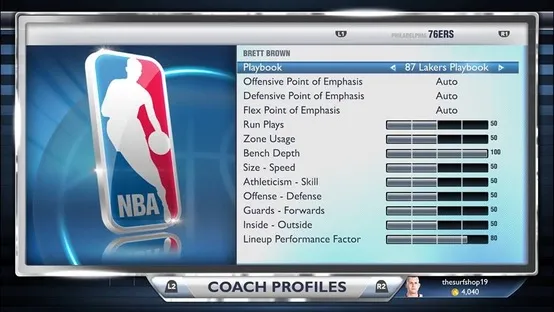 L1 PHILADELPHIA 76ERS R1
BRETT BROWN
Playbook 87 Lakers Playbook
Offensive Point of Emphasis Auto
Defensive Point of Emphasis Auto
Flex Point of Emphasis Auto
Run Plays 50
Zone Usage 50
Bench Depth 100
Size - Speed 50
Athleticism - Skill 50
Offense - Defense 50
Guards - Forwards 50
Inside - Outside 50
Lineup Performance Factor 80
NBA
L2 COACH PROFILES R2
thesurfshop19
4,040